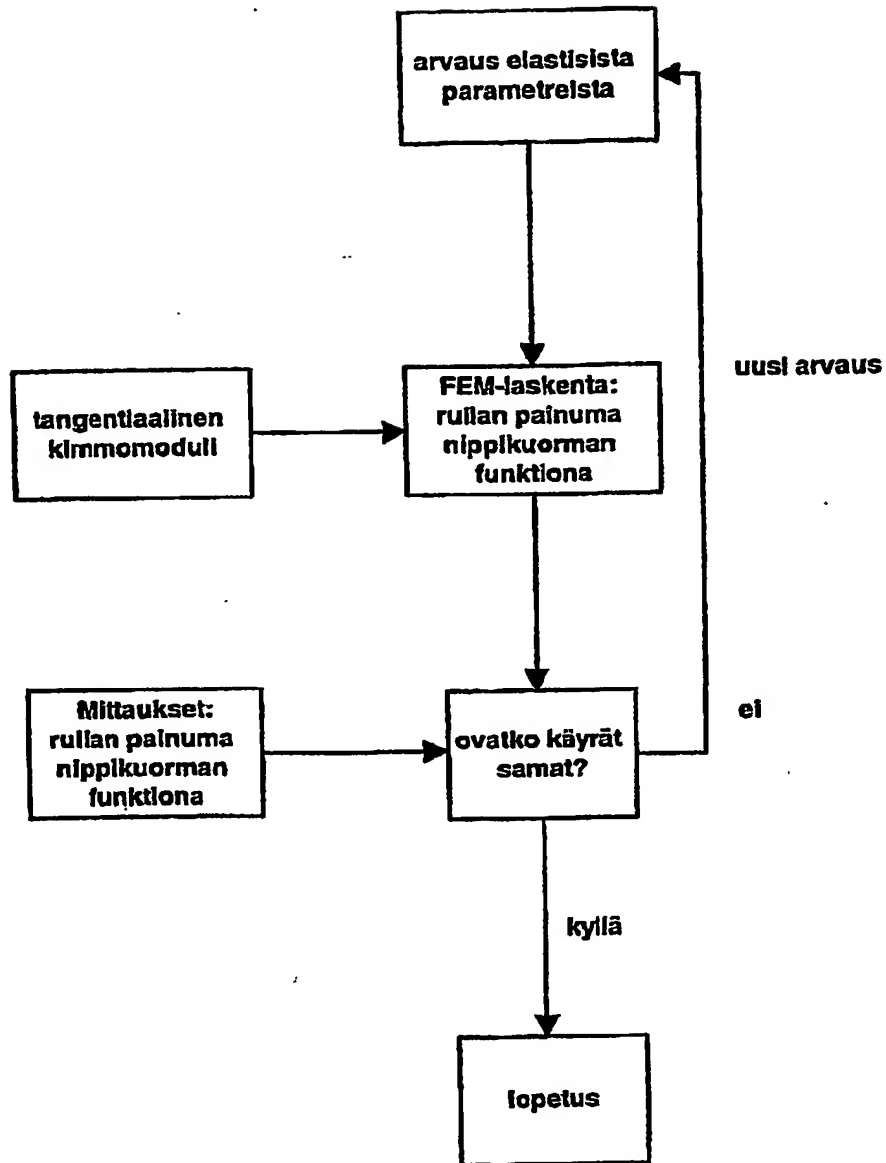 arvaus elastisista
parametreista
uusi arvaus
tangentiaalinen
kimmomoduli
FEM-laskenta:
rullan painuma
nippikuorman
funktiona
Mittaukset:
rullan painuma
nippikuorman
funktiona
ovatko käyrät
samat?
ei
kyllä
lopetus